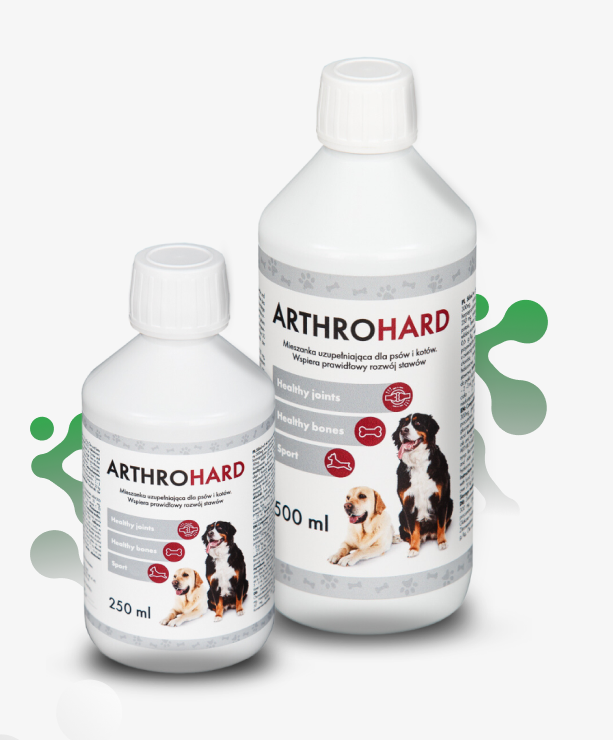 ARTHROHARD
Mieszanka uzupełniająca dla psów i kotów.
Wspiera prawidłowy rozwój stawów
Healthy joints
Healthy bones
Sport
500 ml
ARTHROHARD
Mieszanka uzupełniająca dla psów i kotów.
Wspiera prawidłowy rozwój stawów
Healthy joints
Healthy bones
Sport
250 ml